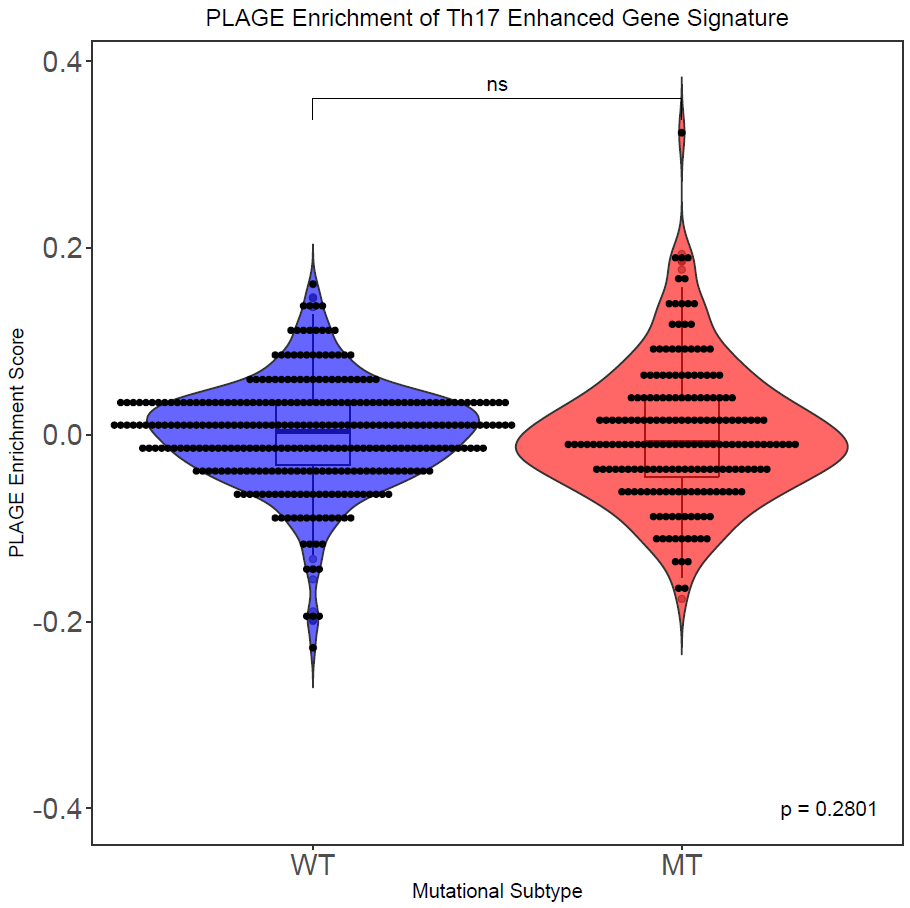 PLAGE Enrichment of Th17 Enhanced Gene Signature
0.4
ns
0.2
0.0
-0.2
-0.4
PLAGE Enrichment Score
p = 0.2801
WT
MT
Mutational Subtype